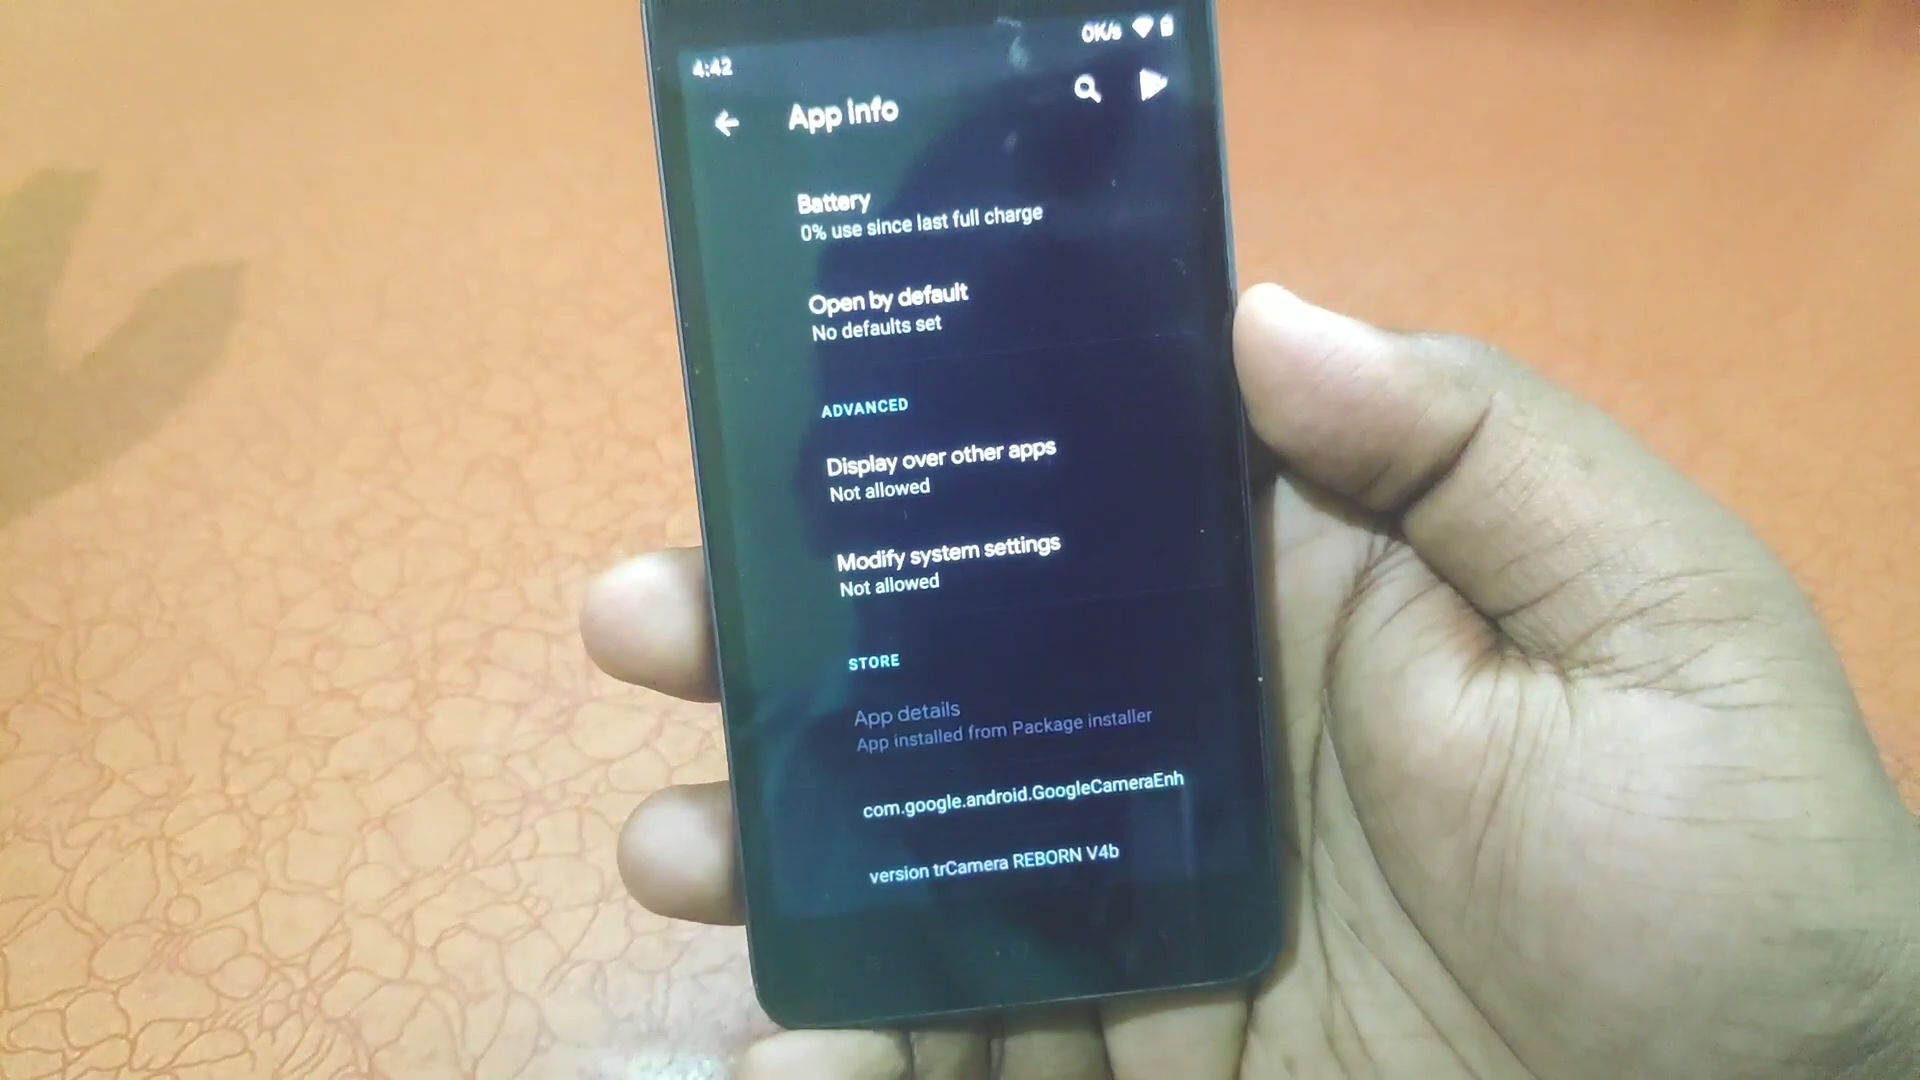 0K/s
4:42
App info
Battery
0% use since last full charge
Open by default
No defaults set
ADVANCED
Display over other apps
Not allowed
Modify system settings
Not allowed
STORE
App details
App installed from Package installer
com.google.android.GoogleCameraEnh
version trCamera REBORN V4b